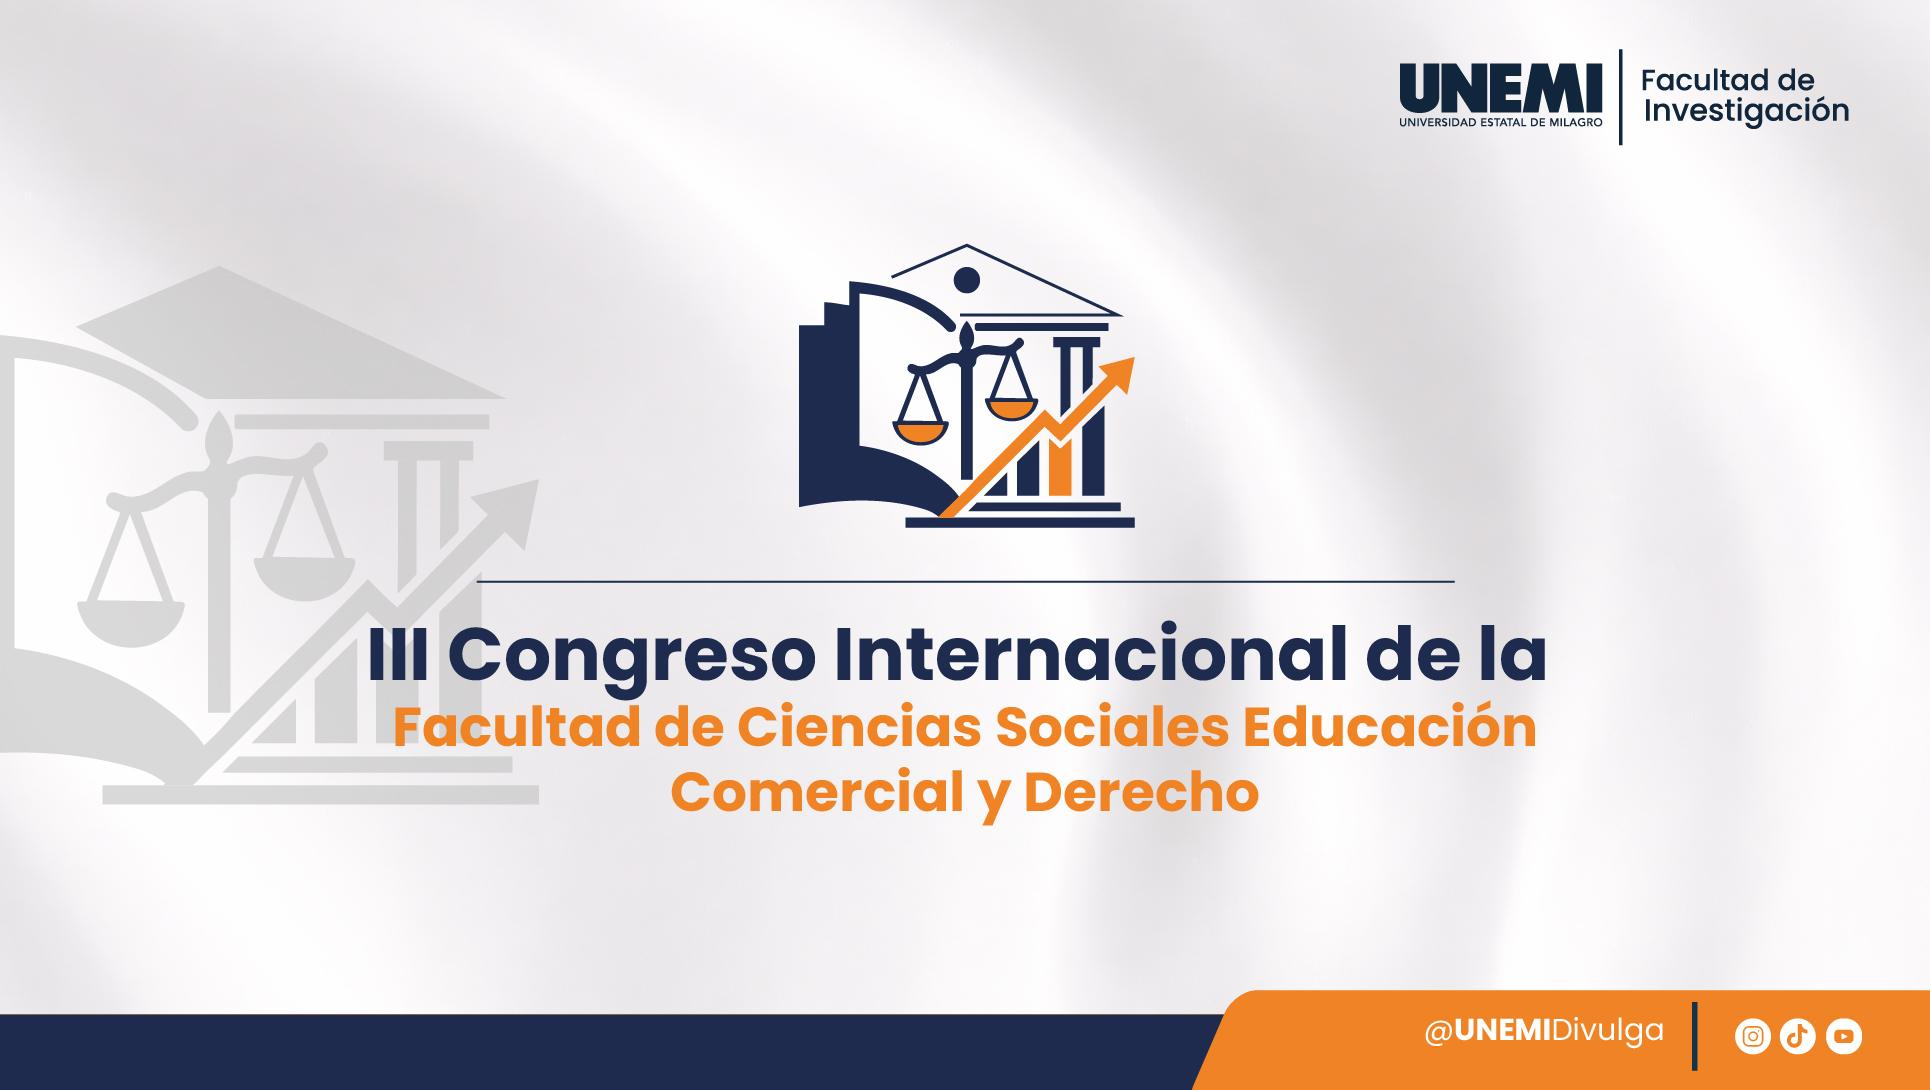 UNEMI
UNIVERSIDAD ESTATAL DE MILAGRO
Facultad de
Investigación
III Congreso Internacional de la
Facultad de Ciencias Sociales Educación
Comercial y Derecho
@UNEMIDivulga